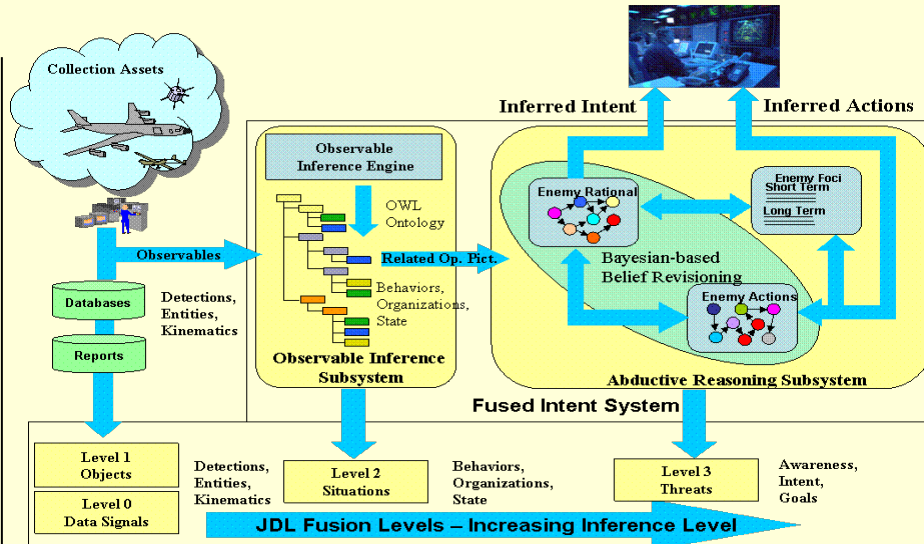 Collection Assets
Inferred Intent
Inferred Actions
Observable
Inference Engine
OWL
Ontology
Enemy Rational
Enemy Foci
Short Term
Long Term
Observables
Related Op. Pict.
Bayesian-based
Belief Revisioning
Databases
Reports
Detections,
Entities,
Kinematics
Behaviors,
Organizations,
State
Enemy Actions
Observable Inference
Subsystem
Abductive Reasoning Subsystem
Fused Intent System
Level 1
Objects
Level 0
Data Signals
Detections,
Entities,
Kinematics
Level 2
Situations
Behaviors,
Organizations,
State
Level 3
Threats
Awareness,
Intent,
Goals
JDL Fusion Levels – Increasing Inference Level